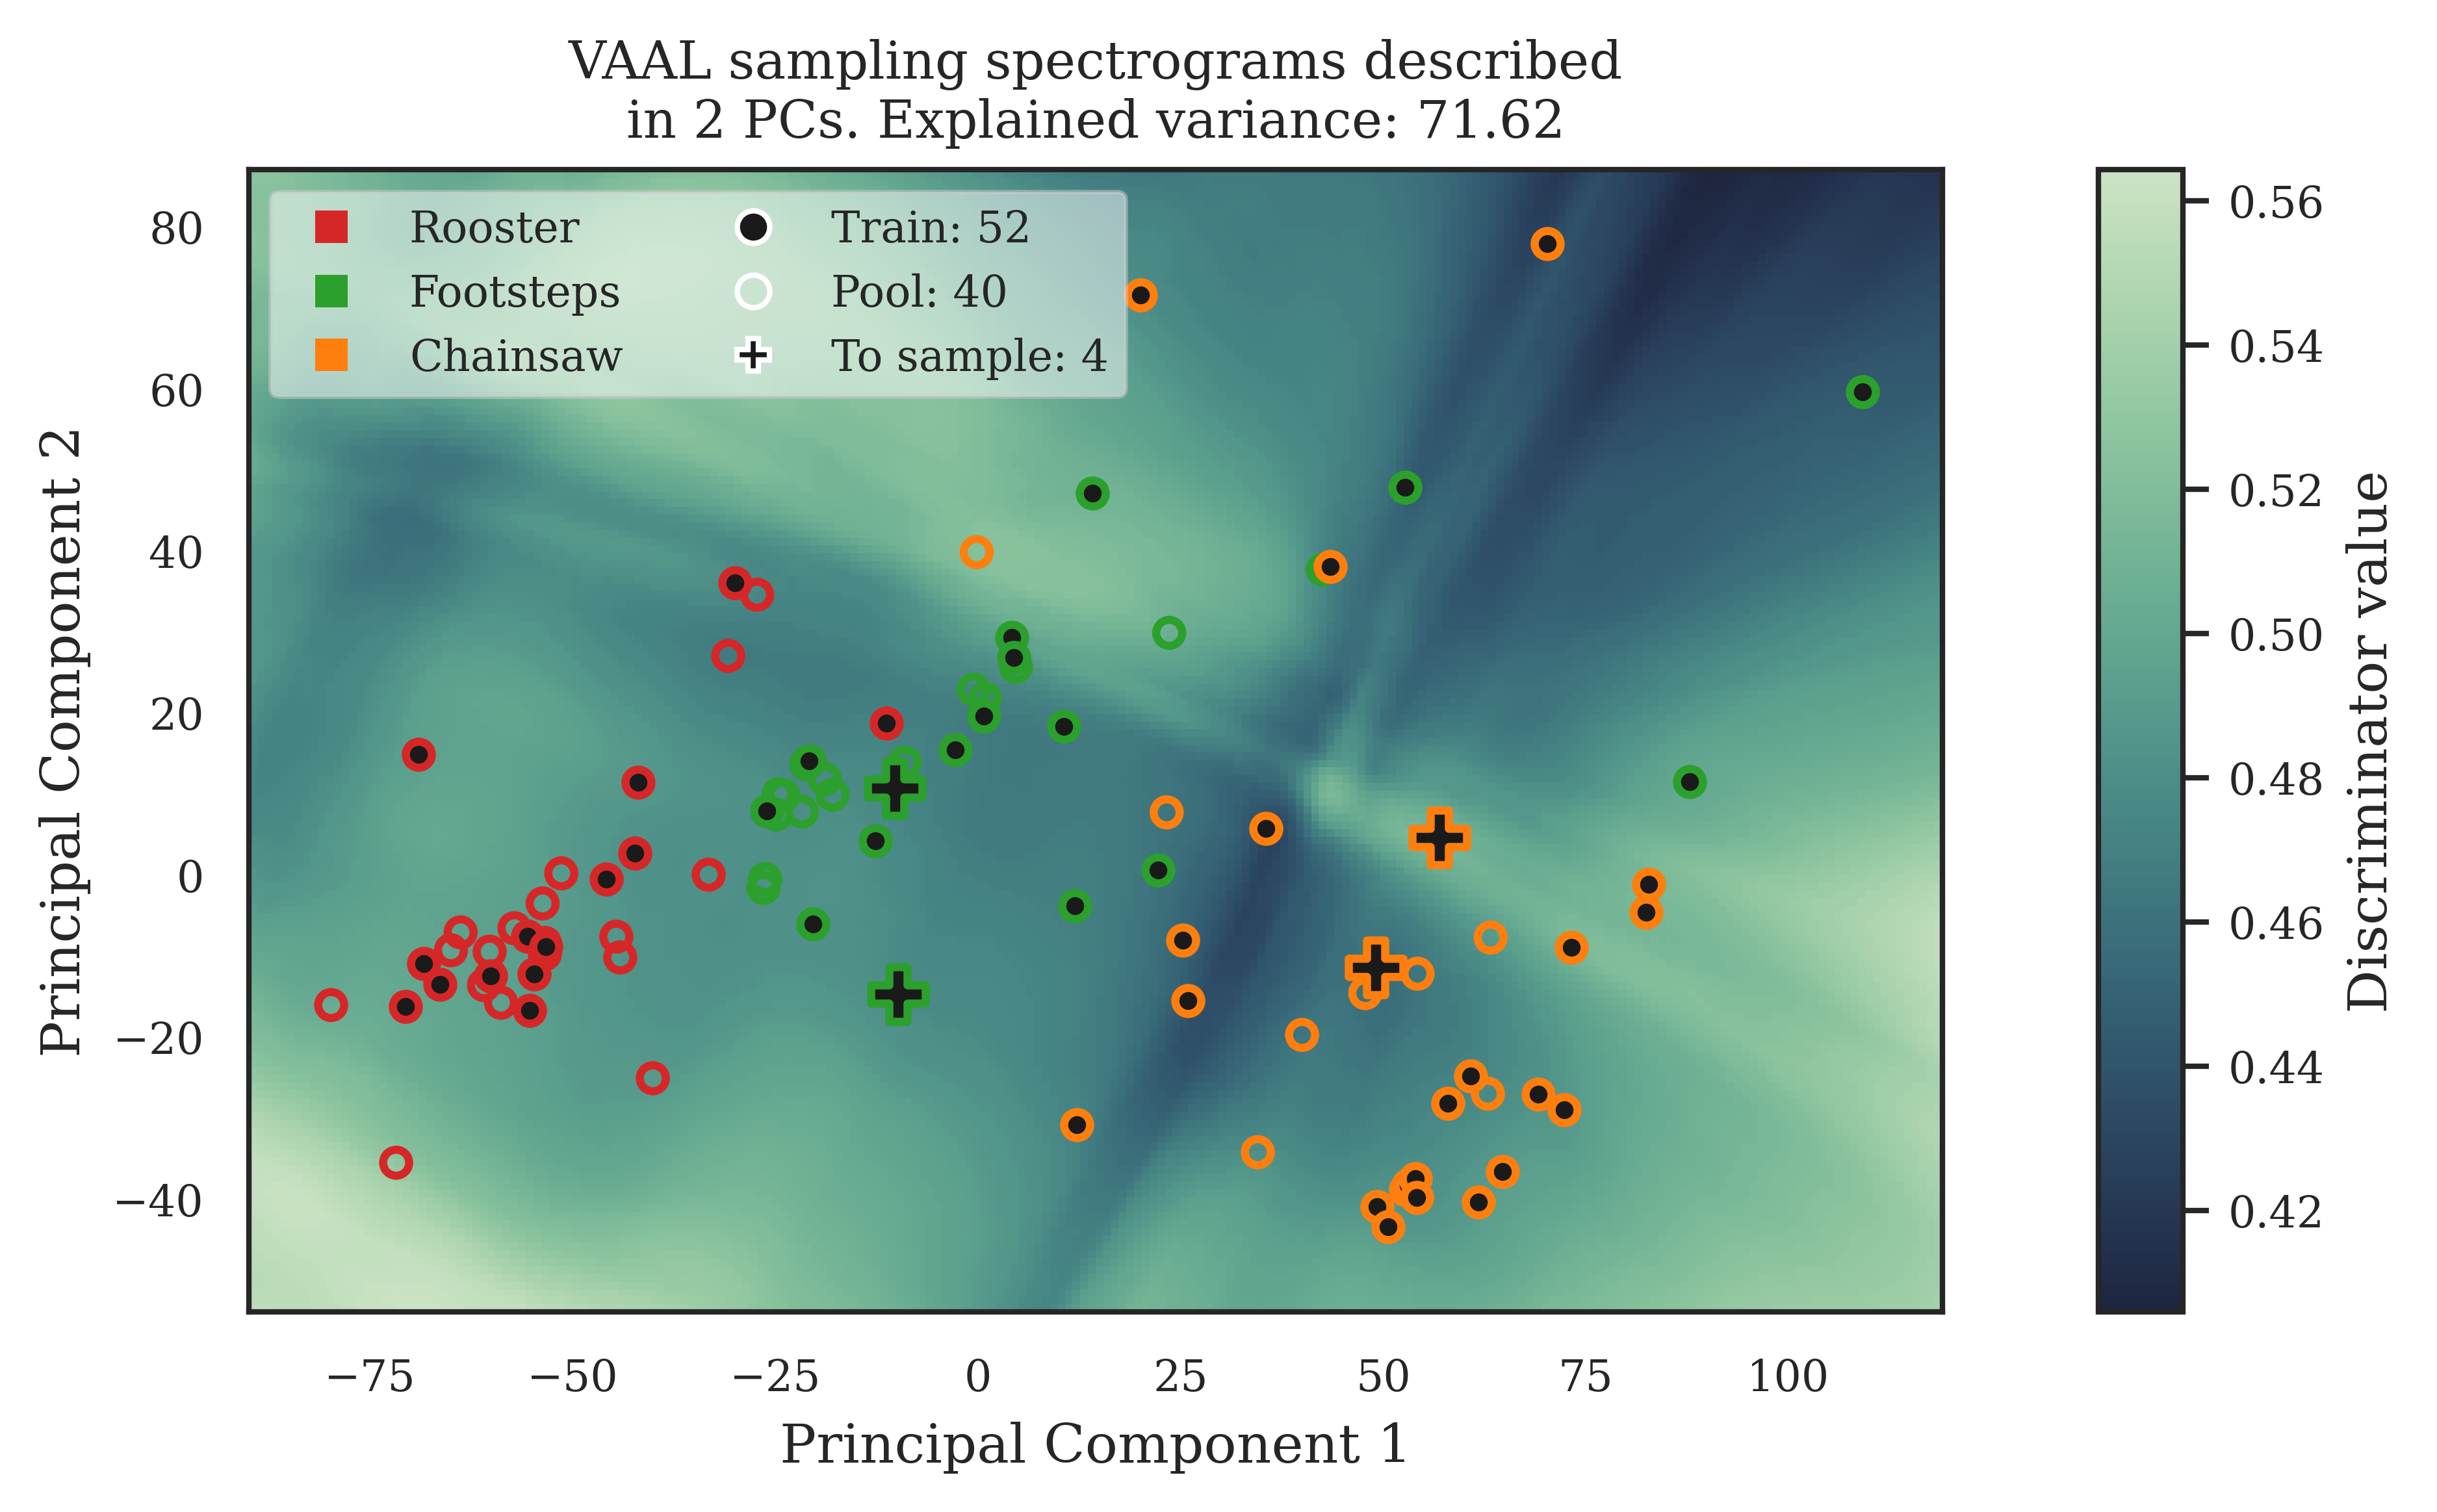 VAAL sampling spectrograms described
in 2 PCs. Explained variance: 71.62
Rooster
Footsteps
Chainsaw
Train: 52
Pool: 40
To sample: 4
Principal Component 2
80
60
40
20
0
−20
−40
−75
−50
−25
0
25
50
75
100
Principal Component 1
0.56
0.54
0.52
0.50
0.48
0.46
0.44
0.42
Discriminator value